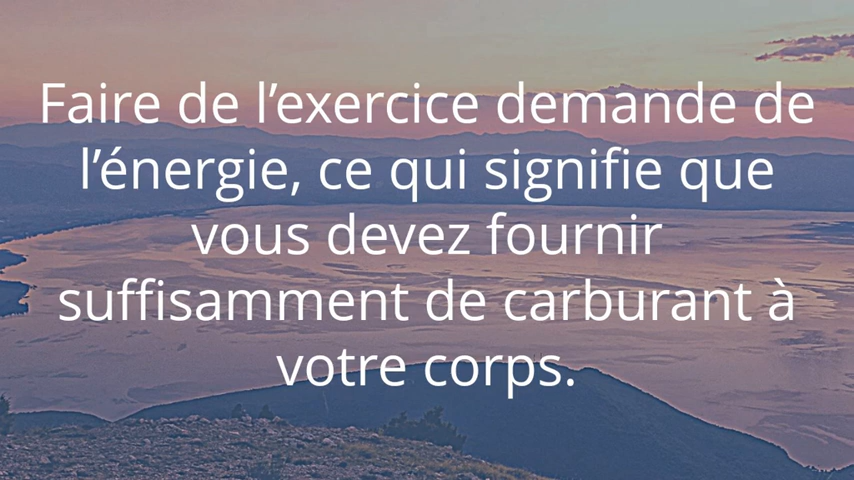 Faire de l’exercice demande de
l’énergie, ce qui signifie que
vous devez fournir
suffisamment de carburant à
votre corps.